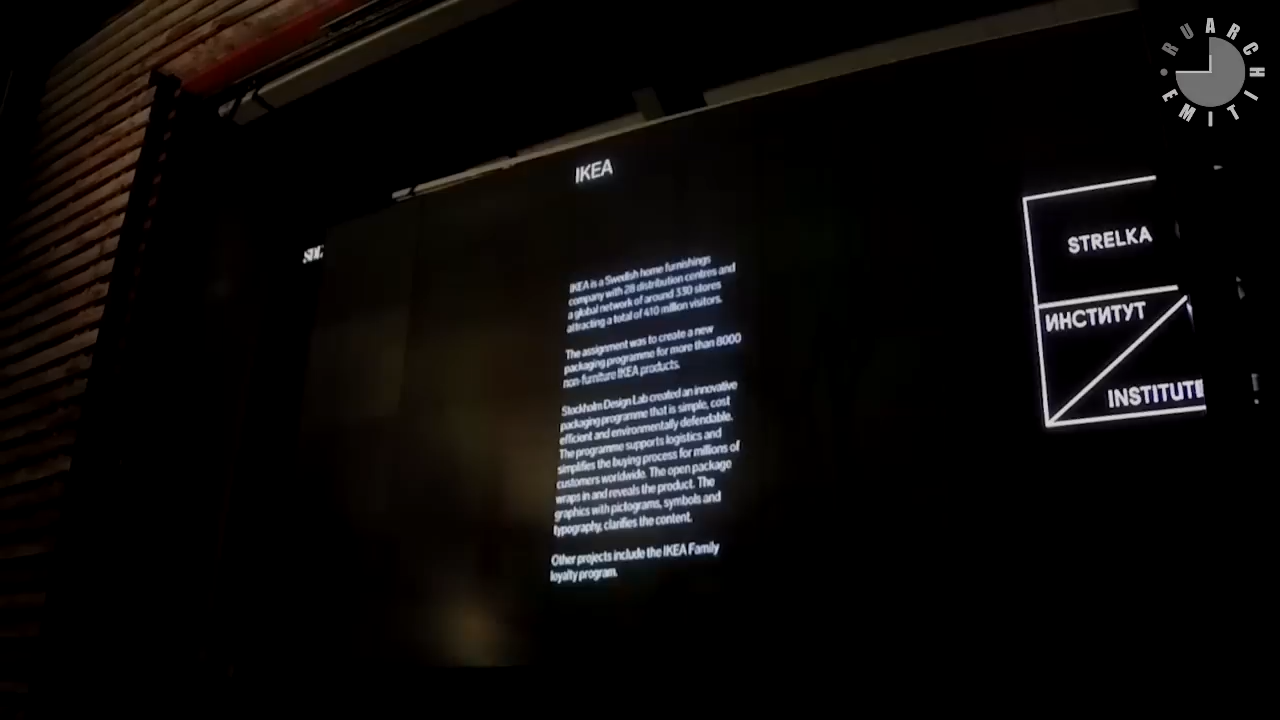 RUARCH
TIME
IKEA
SDL
STRELKA
ИНСТИТУТ
INSTITUTE
IKEA is a Swedish home furnishings
company with 28 distribution centres and
a global network of around 330 stores
attracting a total of 410 million visitors.
The assignment was to create a new
packaging programme for more than 8000
non-furniture IKEA products.
Stockholm Design Lab created an innovative
packaging programme that is simple, cost
efficient and environmentally defendable.
The programme supports logistics and
simplifies the buying process for millions of
customers worldwide. The open package
wraps in and reveals the product. The
graphics with pictograms, symbols and
typography, clarifies the content.
Other projects include the IKEA Family
loyalty program.